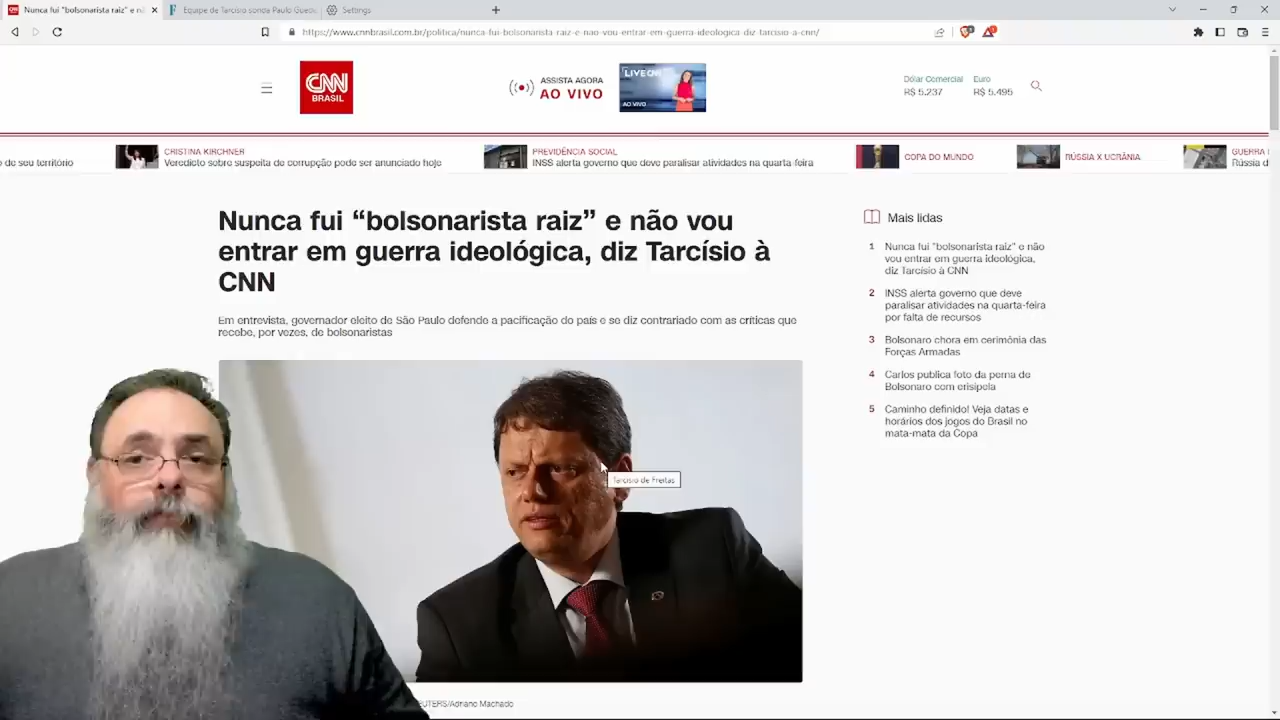 Nunca fui "bolsonarista raiz" e nã
Equipe de Tarcísio sonda Paulo Gued
Settings
https://www.cnnbrasil.com.br/politica/nunca-fui-bolsonarista-raiz-e-nao-vou-entrar-em-guerra-ideologica-diz-tarcisio-a-cnn/
CNN
BRASIL
ASSISTA AGORA
AO VIVO
LIVE CNN
AO VIVO
Dólar Comercial
R$ 5,237
Euro
R$ 5,495
o de seu território
CRISTINA KIRCHNER
Veredicto sobre suspeita de corrupção pode ser anunciado hoje
PREVIDÊNCIA SOCIAL
INSS alerta governo que deve paralisar atividades na quarta-feira
COPA DO MUNDO
RÚSSIA X UCRÂNIA
GUERRA
Rússia d
Nunca fui “bolsonarista raiz” e não vou
entrar em guerra ideológica, diz Tarcísio à
CNN
Em entrevista, governador eleito de São Paulo defende a pacificação do país e se diz contrariado com as críticas que
recebe, por vezes, de bolsonaristas
Tarcísio de Freitas
REUTERS/Adriano Machado
Mais lidas
1 Nunca fui “bolsonarista raiz” e não
vou entrar em guerra ideológica,
diz Tarcísio à CNN
2 INSS alerta governo que deve
paralisar atividades na quarta-feira
por falta de recursos
3 Bolsonaro chora em cerimônia das
Forças Armadas
4 Carlos publica foto da perna de
Bolsonaro com erisipela
5 Caminho definido! Veja datas e
horários dos jogos do Brasil no
mata-mata da Copa